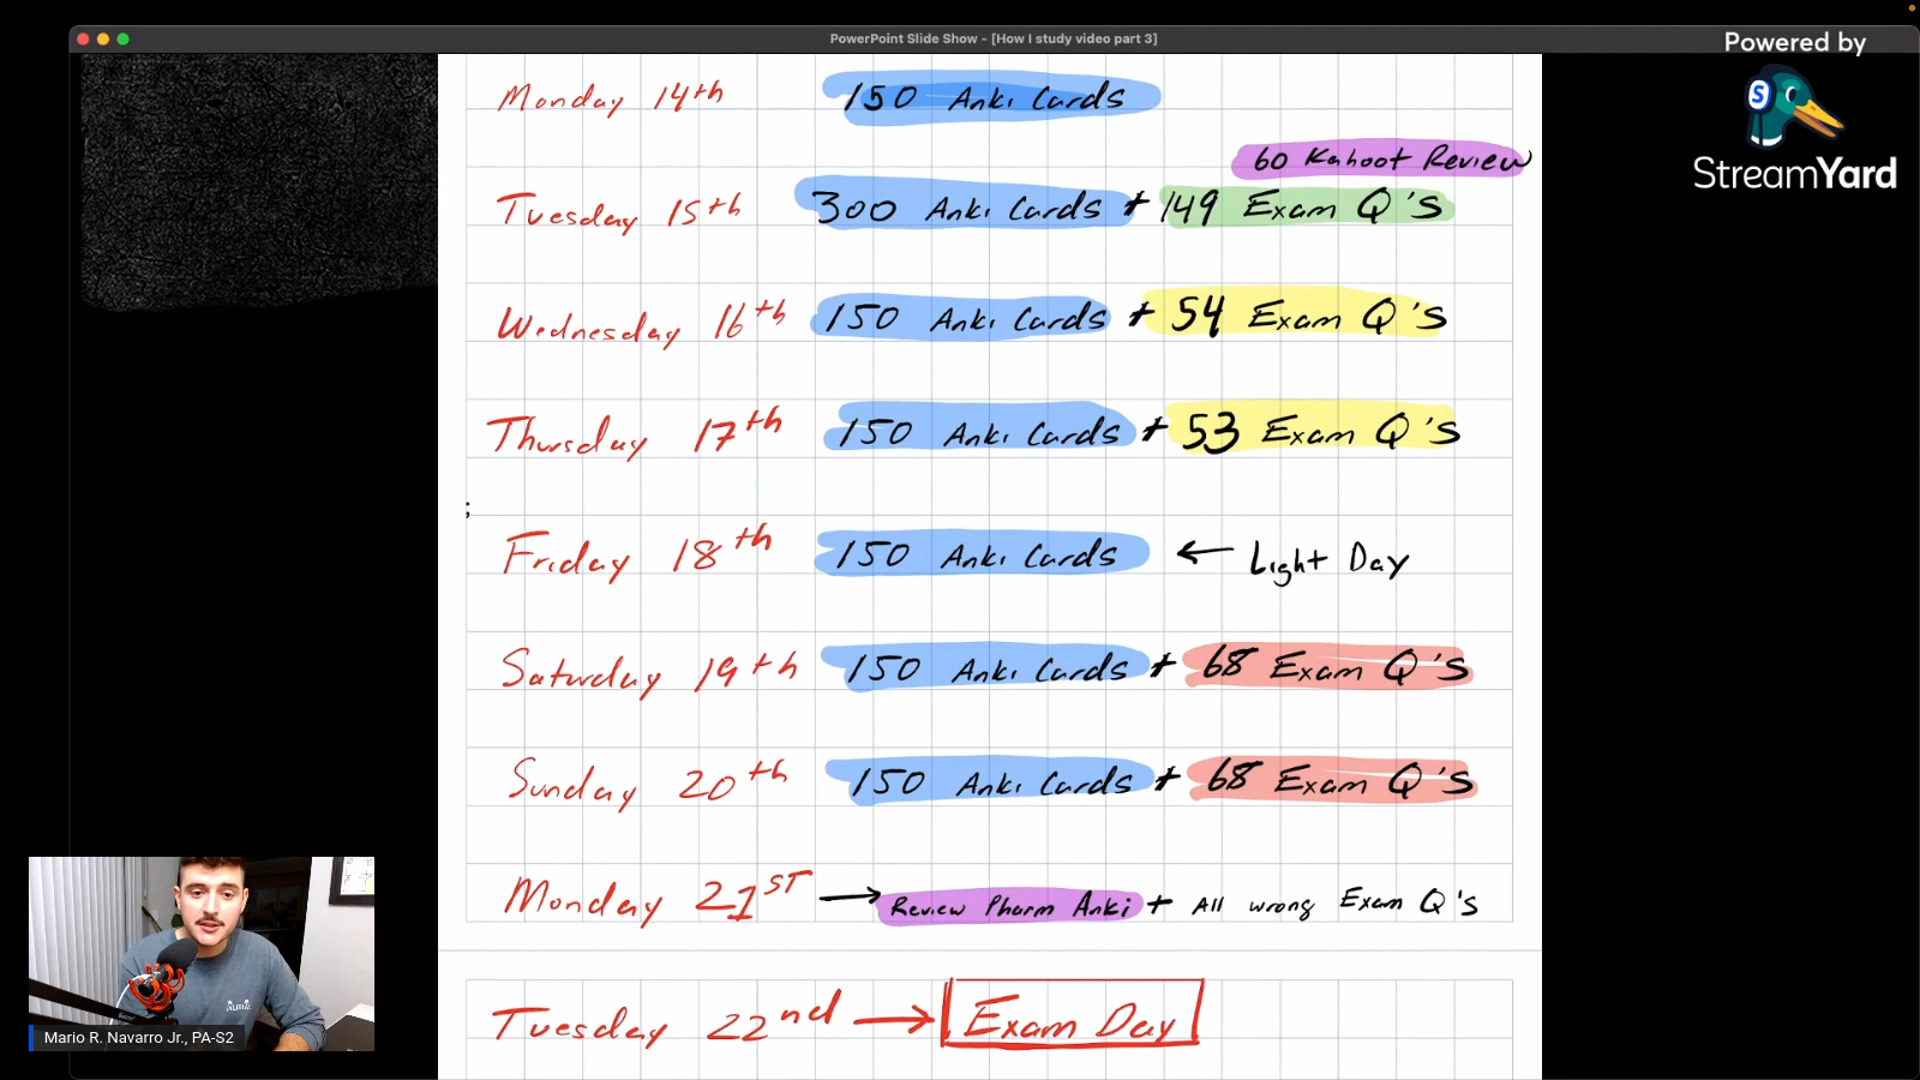 PowerPoint Slide Show - [How I study video part 3]
Powered by
S
StreamYard
Monday 14th 150 Anki Cards
60 Kahoot Review
Tuesday 15th 300 Anki Cards + 149 Exam Q's
Wednesday 16th 150 Anki Cards + 54 Exam Q's
Thursday 17th 150 Anki Cards + 53 Exam Q's
;
Friday 18th 150 Anki Cards ← Light Day
Saturday 19th 150 Anki Cards + 68 Exam Q's
Sunday 20th 150 Anki Cards + 68 Exam Q's
Monday 21ST → Review Pharm Anki + All wrong Exam Q's
Tuesday 22nd → Exam Day
Mario R. Navarro Jr., PA-S2